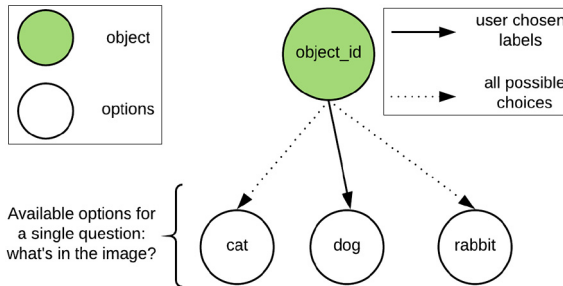 object
options
object_id
user chosen
labels
all possible
choices
Available options for
a single question:
what's in the image?
cat
dog
rabbit